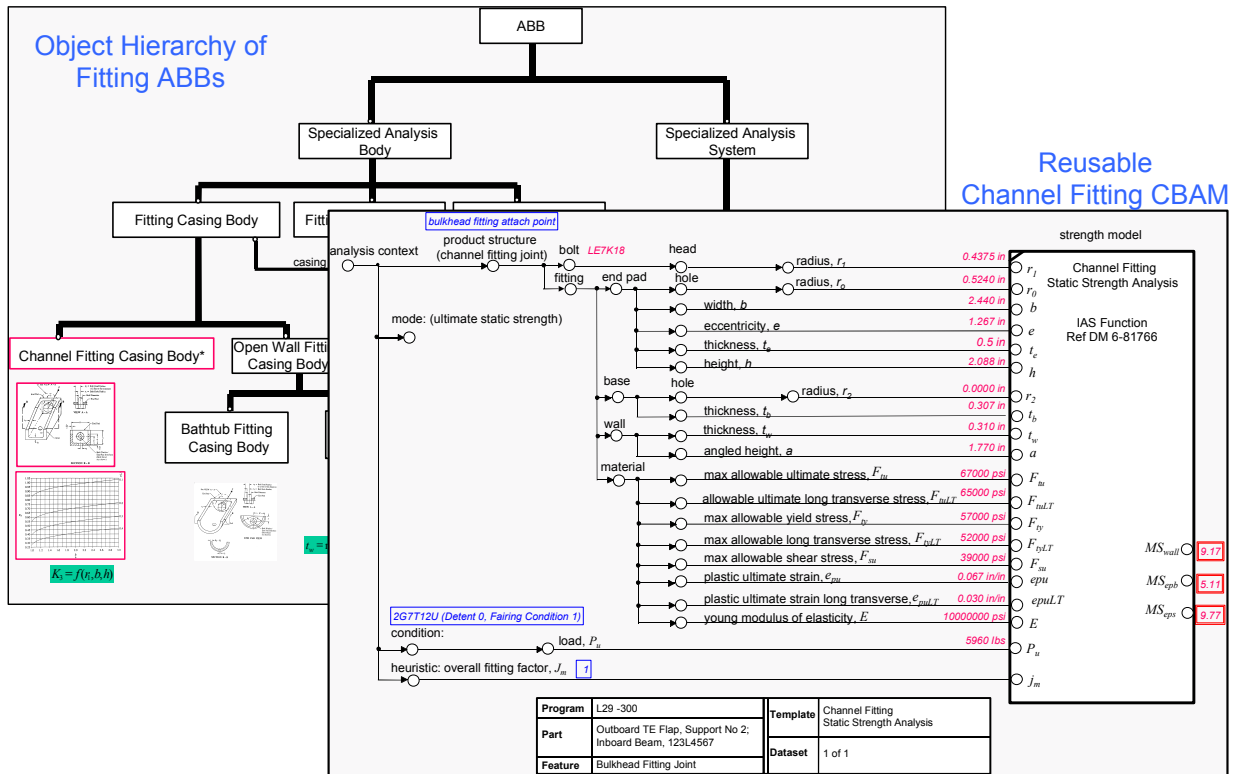 Object Hierarchy of
Fitting ABBs
ABB
Specialized Analysis
Body
Specialized Analysis
System
Fitting Casing Body
casing
Channel Fitting Casing Body*
Casing Body
Bathtub Fitting
Casing Body
K₃ = f(r₁,b,h)
Reusable
Channel Fitting CBAM
bulkhead fitting attach point
analysis context
product structure
(channel fitting joint)
bolt
LE7K18
head
radius, r₁
0.4375 in
fitting
end pad
hole
radius, rₒ
0.5240 in
width, b
2.440 in
eccentricity, e
1.267 in
thickness, tₑ
0.5 in
height, h
2.088 in
mode: (ultimate static strength)
base
hole
radius, r₂
0.0000 in
thickness, t_b
0.307 in
wall
thickness, t_w
0.310 in
angled height, a
1.770 in
material
max allowable ultimate stress, F_tu
67000 psi
allowable ultimate long transverse stress, F_tuLT
65000 psi
max allowable yield stress, F_ty
57000 psi
max allowable long transverse stress, F_tyLT
52000 psi
max allowable shear stress, F_su
39000 psi
plastic ultimate strain, e_pu
0.067 in/in
plastic ultimate strain long transverse, e_puLT
0.030 in/in
young modulus of elasticity, E
10000000 psi
2G7T12U (Detent 0, Fairing Condition 1)
condition:
load, P_u
5960 lbs
heuristic: overall fitting factor, J_m
1
strength model
Channel Fitting
Static Strength Analysis
IAS Function
Ref DM 6-81766
r₁
r₀
b
e
tₑ
h
r₂
t_b
t_w
a
F_tu
F_tuLT
F_ty
F_tyLT
F_su
epu
epuLT
E
P_u
j_m
MS_wall
9.17
MS_epb
5.11
MS_eps
9.77
Program L29 -300
Part Outboard TE Flap, Support No 2;
Inboard Beam, 123L4567
Feature Bulkhead Fitting Joint
Template Channel Fitting
Static Strength Analysis
Dataset 1 of 1